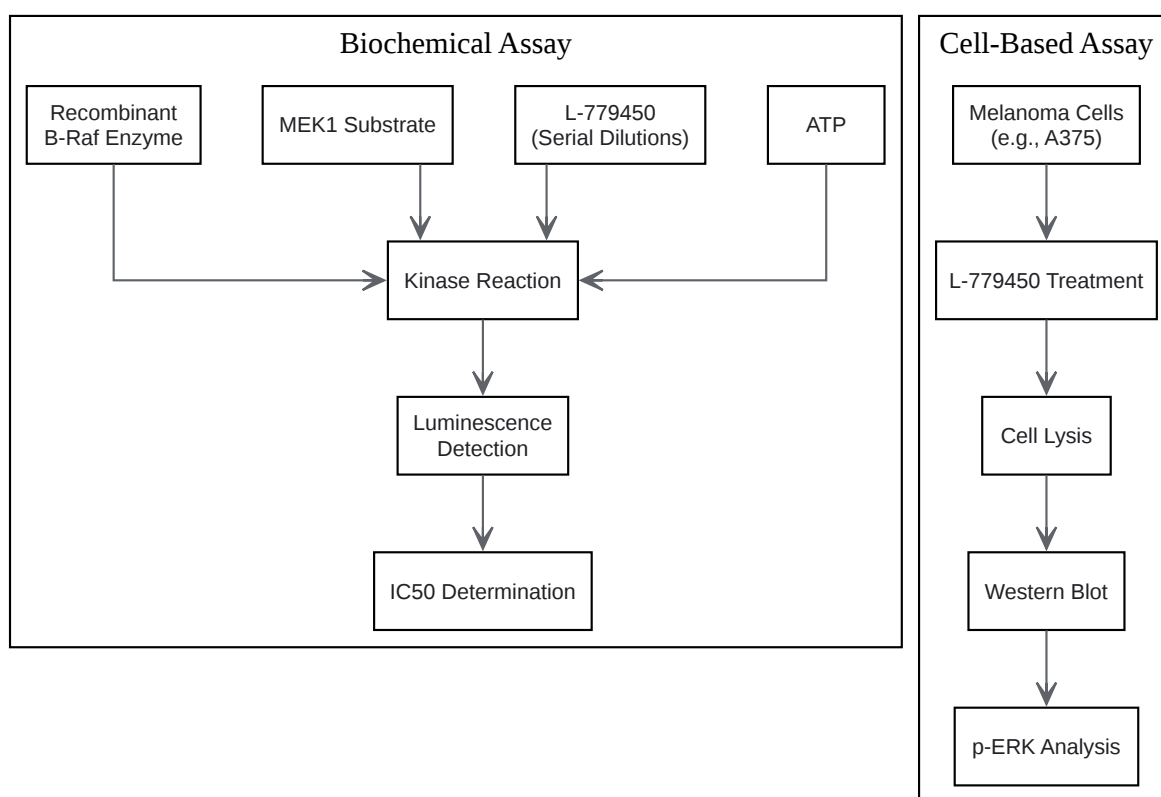 Biochemical Assay
Recombinant
B-Raf Enzyme
MEK1 Substrate
L-779450
(Serial Dilutions)
ATP
Kinase Reaction
Luminescence
Detection
IC50 Determination
Cell-Based Assay
Melanoma Cells
(e.g., A375)
L-779450 Treatment
Cell Lysis
Western Blot
p-ERK Analysis